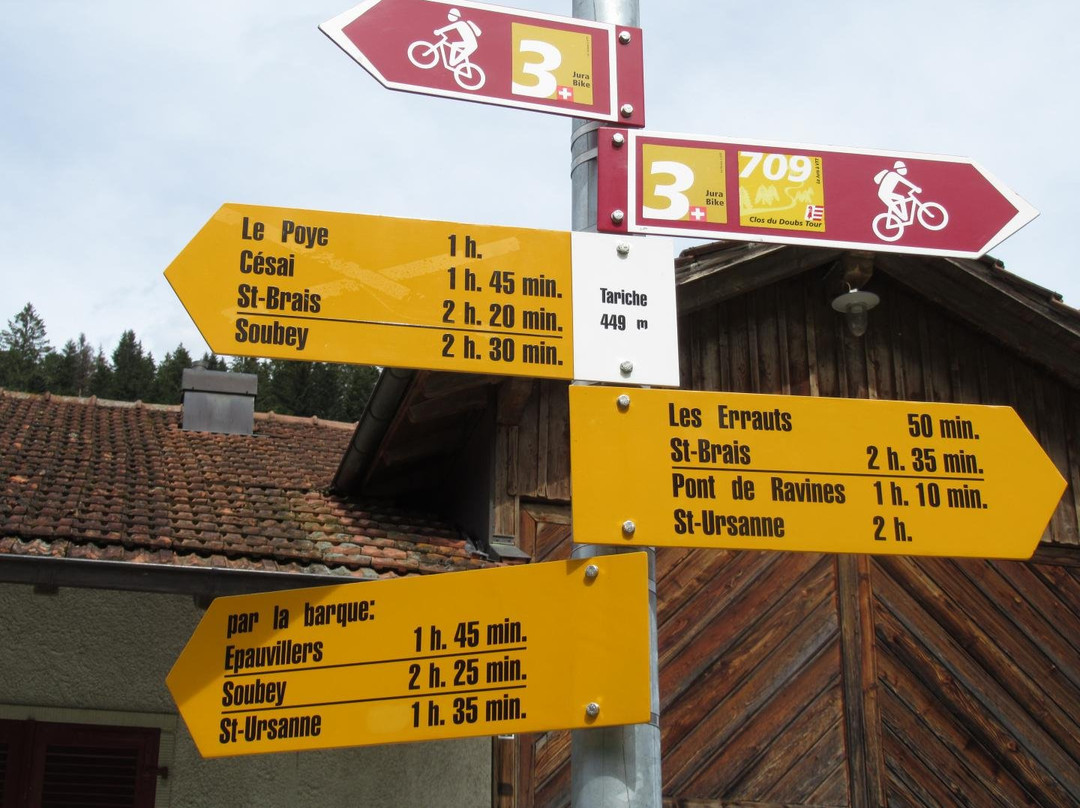 3
Jura
Bike
3
Jura
Bike
709
Clos du Doubs Tour
Le Poye 1 h.
Césai 1 h. 45 min.
St-Brais 2 h. 20 min.
Soubey 2 h. 30 min.
Tariche
449 m
Les Errauts 50 min.
St-Brais 2 h. 35 min.
Pont de Ravines 1 h. 10 min.
St-Ursanne 2 h.
par la barque:
Epauvillers 1 h. 45 min.
Soubey 2 h. 25 min.
St-Ursanne 1 h. 35 min.